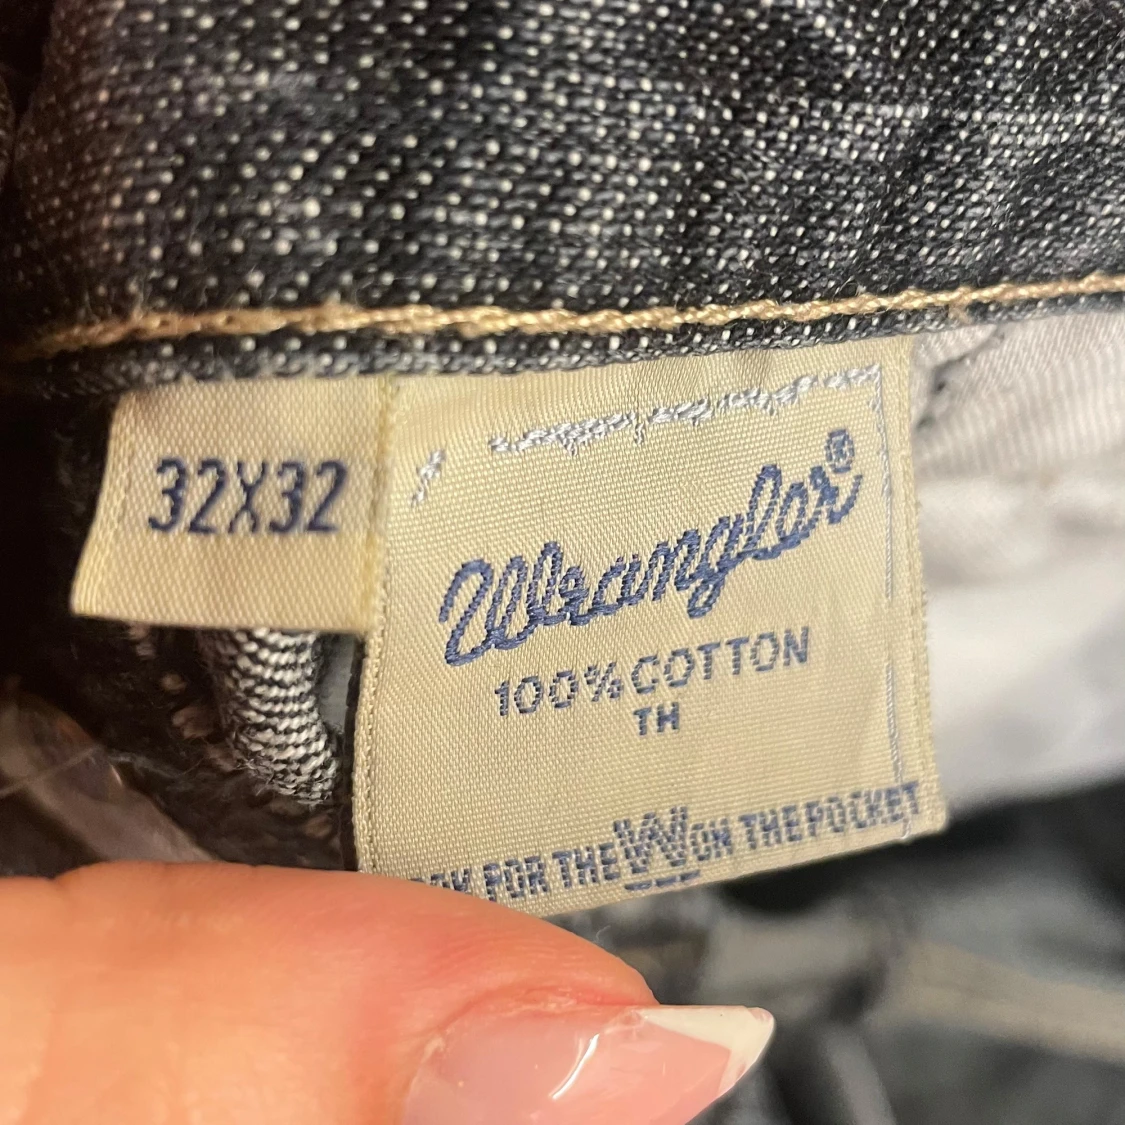 32X32
Wrangler®
100% COTTON
TH
FOR THE W ON THE POCKET